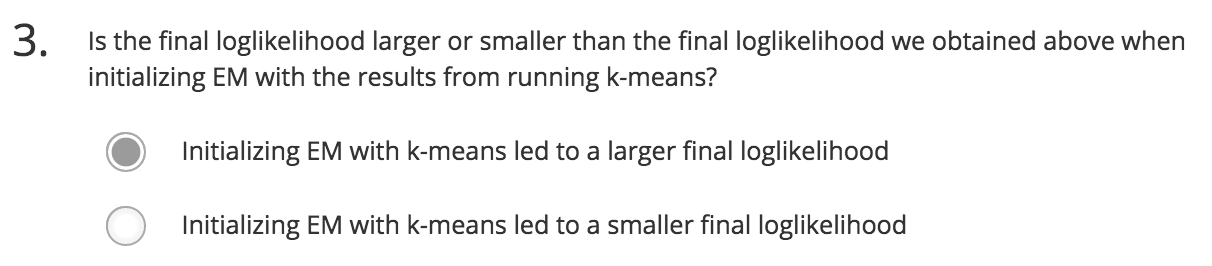 3. Is the final loglikelihood larger or smaller than the final loglikelihood we obtained above when
initializing EM with the results from running k-means?
Initializing EM with k-means led to a larger final loglikelihood
Initializing EM with k-means led to a smaller final loglikelihood